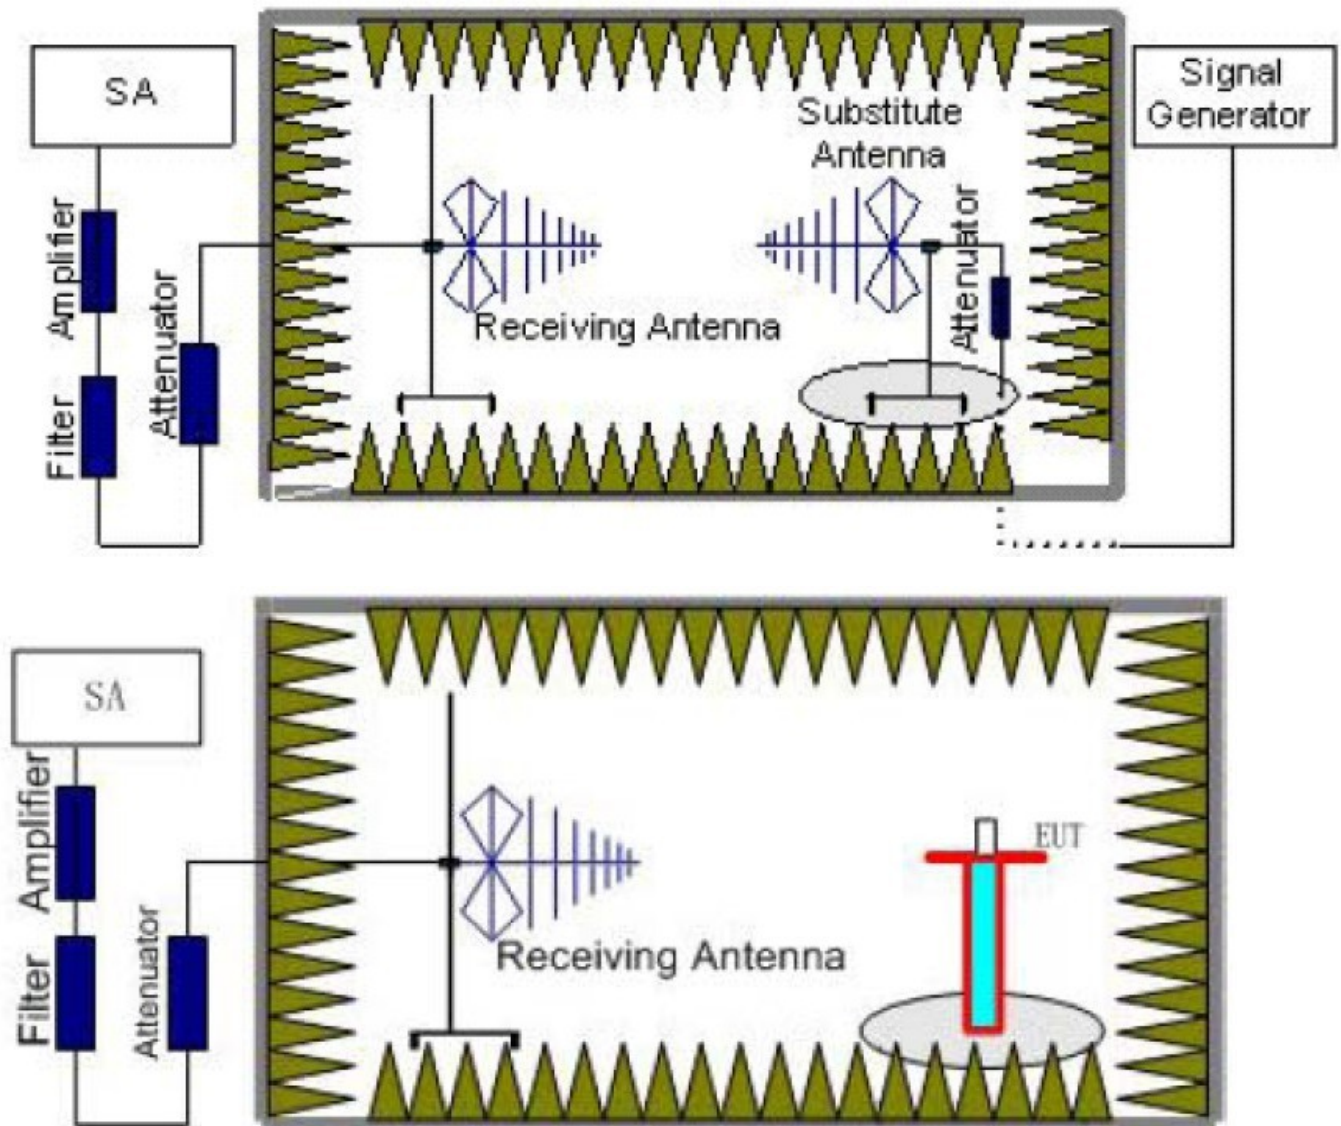 SA
Signal
Generator
Substitute
Antenna
Amplifier
Attenuator
Attenuator
Receiving Antenna
Filter
SA
Amplifier
EUT
Receiving Antenna
Filter
Attenuator